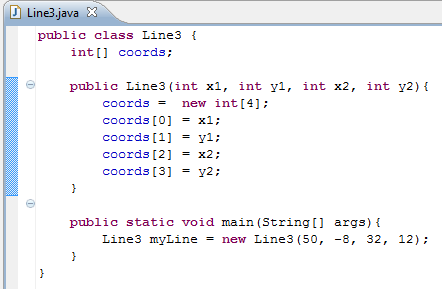 Line3.java
public class Line3 {
int[] coords;
public Line3(int x1, int y1, int x2, int y2){
coords =  new int[4];
coords[0] = x1;
coords[1] = y1;
coords[2] = x2;
coords[3] = y2;
}
public static void main(String[] args){
Line3 myLine = new Line3(50, -8, 32, 12);
}
}